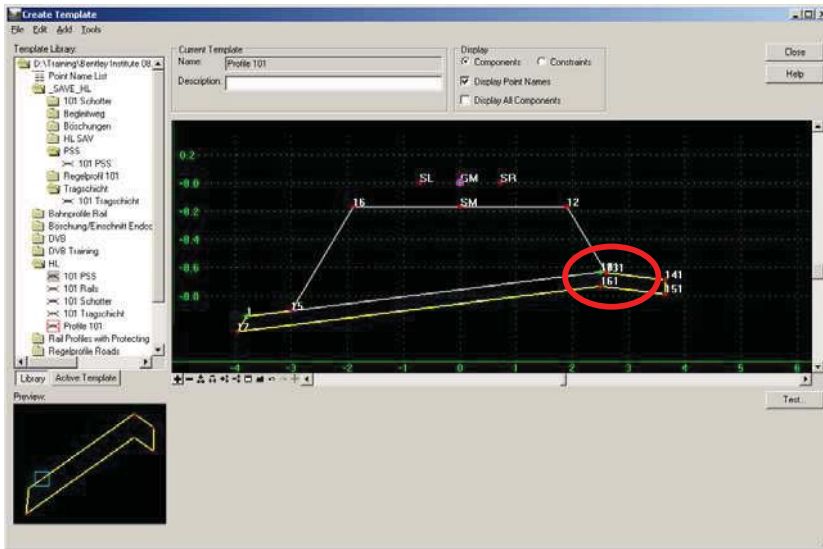 Create Template
File Edit Add Tools
Template Library:
D:\Training\Bentley Institute 08.
Point Name List
_SAVE_HL
101 Schotter
Begleitweg
Böschungen
HL SAV
PSS
101 PSS
Regelprofil 101
Tragschicht
101 Tragschicht
Bahnprofile Rail
Böschung/Einschnitt Endoc
DVB
DVB Training
HL
101 PSS
101 Rails
101 Schotter
101 Tragschicht
Profile 101
Rail Profiles with Protecting
Regelprofile Roads
Library Active Template
Preview:
Current Template
Name: Profile 101
Description:
Display
Components Constraints
Display Point Names
Display All Components
Close
Help
0.2
-0.0
-0.2
-0.4
-0.6
-0.8
SL GM SR
16 SM 12
141
161 151
1 15
17
-4 -3 -2 -1 0 1 2 3 4 5 6
Test...